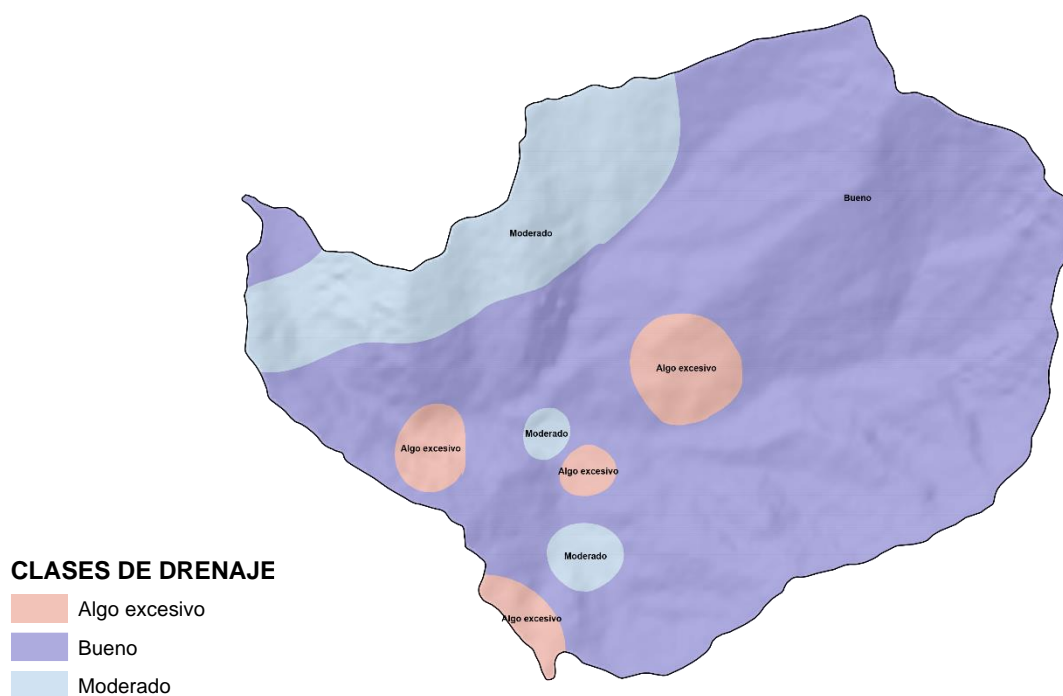 Bueno
Moderado
Algo excesivo
Moderado
Algo excesivo
Algo excesivo
Moderado
Algo excesivo
CLASES DE DRENAJE
Algo excesivo
Bueno
Moderado